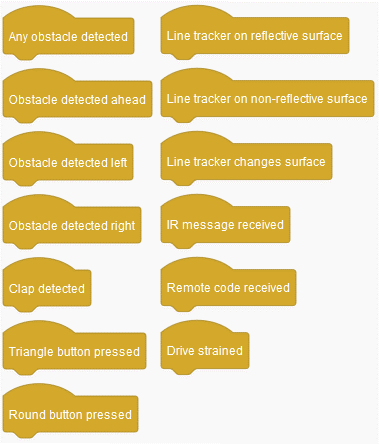 Any obstacle detected
Obstacle detected ahead
Obstacle detected left
Obstacle detected right
Clap detected
Triangle button pressed
Round button pressed
Line tracker on reflective surface
Line tracker on non-reflective surface
Line tracker changes surface
IR message received
Remote code received
Drive strained